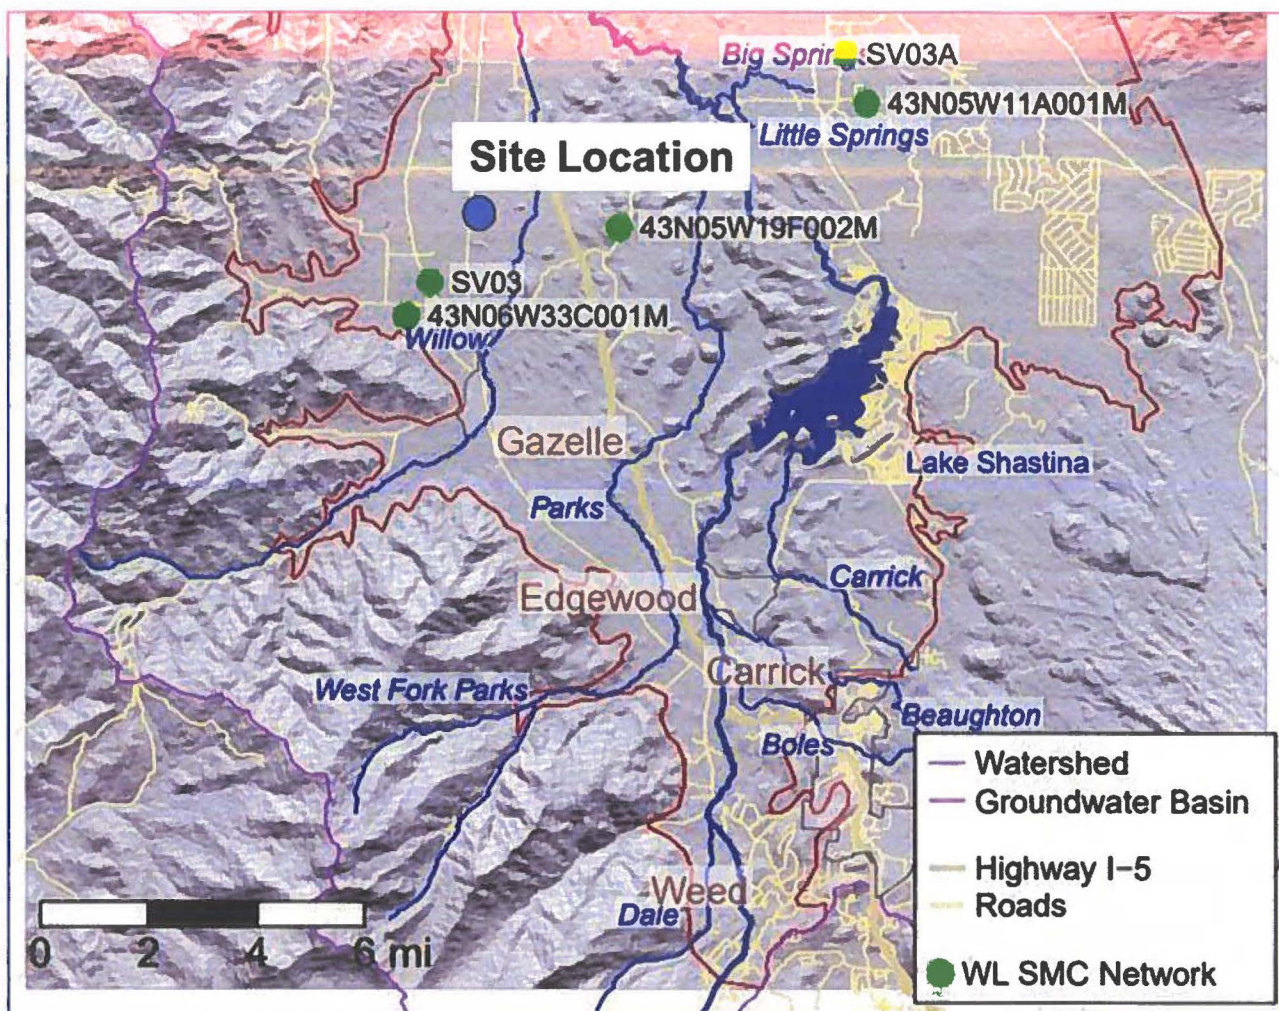 Big Springs
SV03A
43N05W11A001M
Little Springs
Site Location
43N05W19F002M
SV03
43N06W33C001M
Willow
Gazelle
Lake Shastina
Parks
Carrick
Edgewood
Carrick
West Fork Parks
Beaughton
Boles
Weed
Dale
0 2 4 6 mi
Watershed
Groundwater Basin
Highway I-5
Roads
WL SMC Network